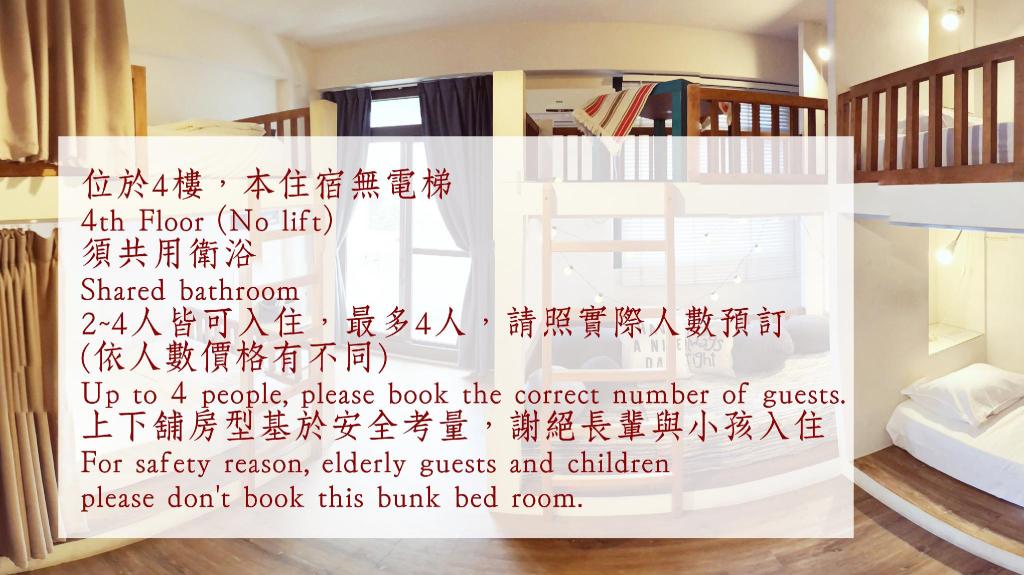 位於4樓，本住宿無電梯
4th Floor (No lift)
須共用衛浴
Shared bathroom
2~4人皆可入住，最多4人，請照實際人數預訂
(依人數價格有不同)
Up to 4 people, please book the correct number of guests.
上下舖房型基於安全考量，謝絕長輩與小孩入住
For safety reason, elderly guests and children
please don't book this bunk bed room.